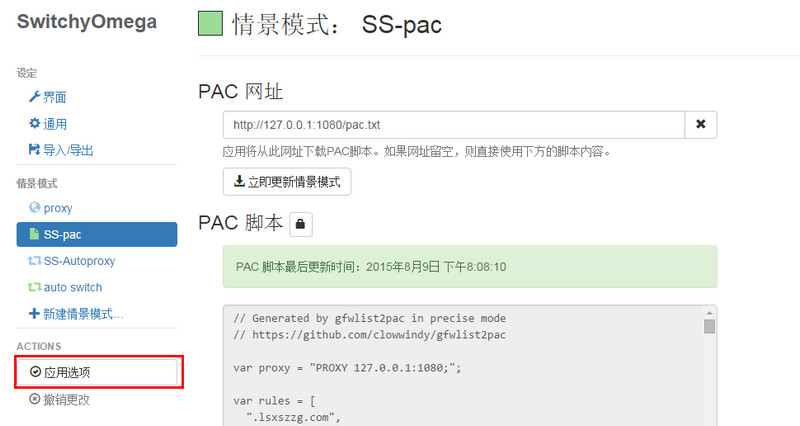 SwitchyOmega
设定
界面
通用
导入/导出
情景模式
proxy
SS-pac
SS-Autoproxy
auto switch
新建情景模式…
ACTIONS
应用选项
撤销更改
情景模式： SS-pac
PAC 网址
http://127.0.0.1:1080/pac.txt
应用将从此网址下载PAC脚本。如果网址留空，则直接使用下方的脚本内容。
立即更新情景模式
PAC 脚本
PAC 脚本最后更新时间：2015年8月9日 下午8:08:10
// Generated by gfwlist2pac in precise mode
// https://github.com/clowwindy/gfwlist2pac
var proxy = "PROXY 127.0.0.1:1080;";
var rules = [
".lsxszzg.com",